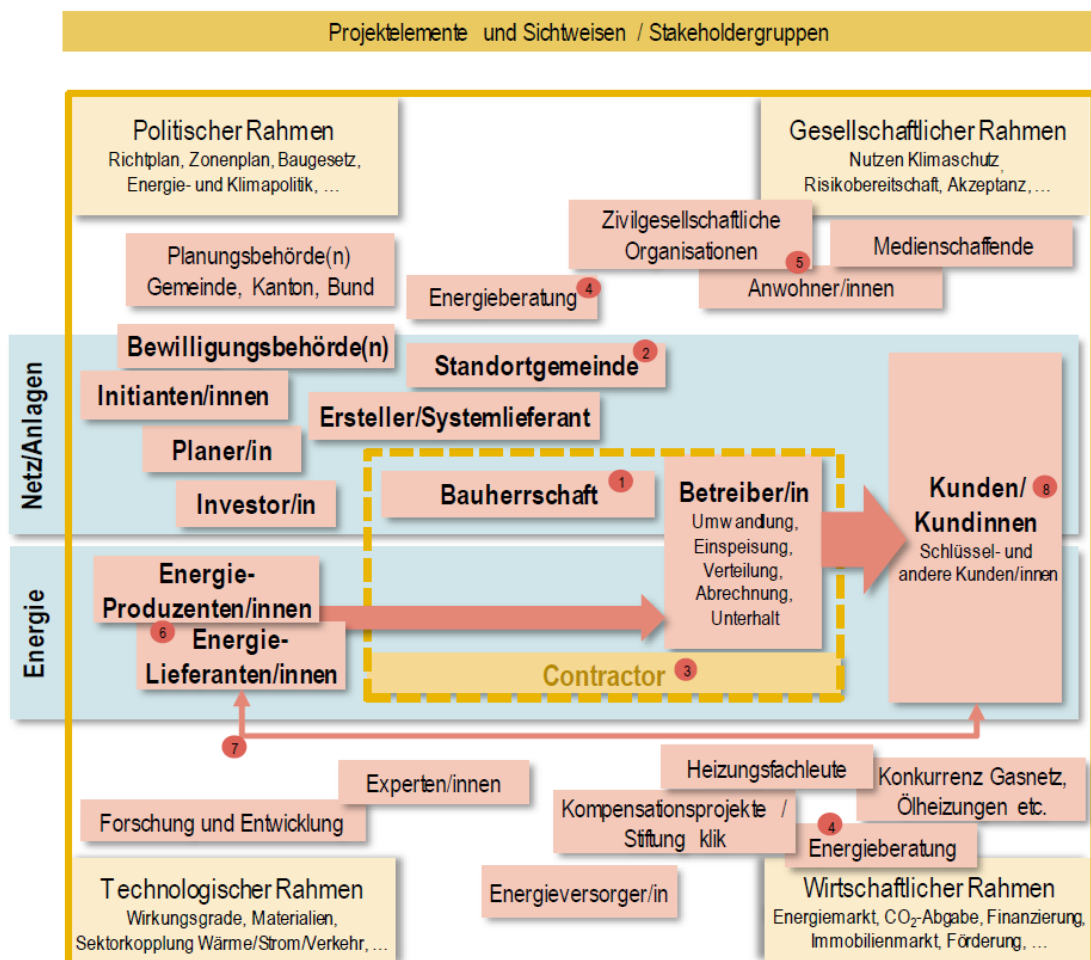 Projektelemente und Sichtweisen / Stakeholdergruppen
Politischer Rahmen
Richtplan, Zonenplan, Baugesetz,
Energie- und Klimapolitik, …
Gesellschaftlicher Rahmen
Nutzen Klimaschutz,
Risikobereitschaft, Akzeptanz, …
Zivilgesellschaftliche
Organisationen
5
Medienschaffende
Anwohner/innen
Planungsbehörde(n)
Gemeinde, Kanton, Bund
Energieberatung
4
Netz/Anlagen
Bewilligungsbehörde(n)
Standortgemeinde
2
Initianten/innen
Ersteller/Systemlieferant
Planer/in
Investor/in
Bauherrschaft
1
Betreiber/in
Umwandlung,
Einspeisung,
Verteilung,
Abrechnung,
Unterhalt
Kunden/
Kundinnen
8
Schlüssel- und
andere Kunden/innen
Energie
Energie-
Produzenten/innen
6
Energie-
Lieferanten/innen
Contractor
3
7
Experten/innen
Forschung und Entwicklung
Heizungsfachleute
Konkurrenz Gasnetz,
Ölheizungen etc.
Kompensationsprojekte /
Stiftung klik
4
Energieberatung
Energieversorger/in
Technologischer Rahmen
Wirkungsgrade, Materialien,
Sektorkopplung Wärme/Strom/Verkehr, …
Wirtschaftlicher Rahmen
Energiemarkt, CO₂-Abgabe, Finanzierung,
Immobilienmarkt, Förderung, …